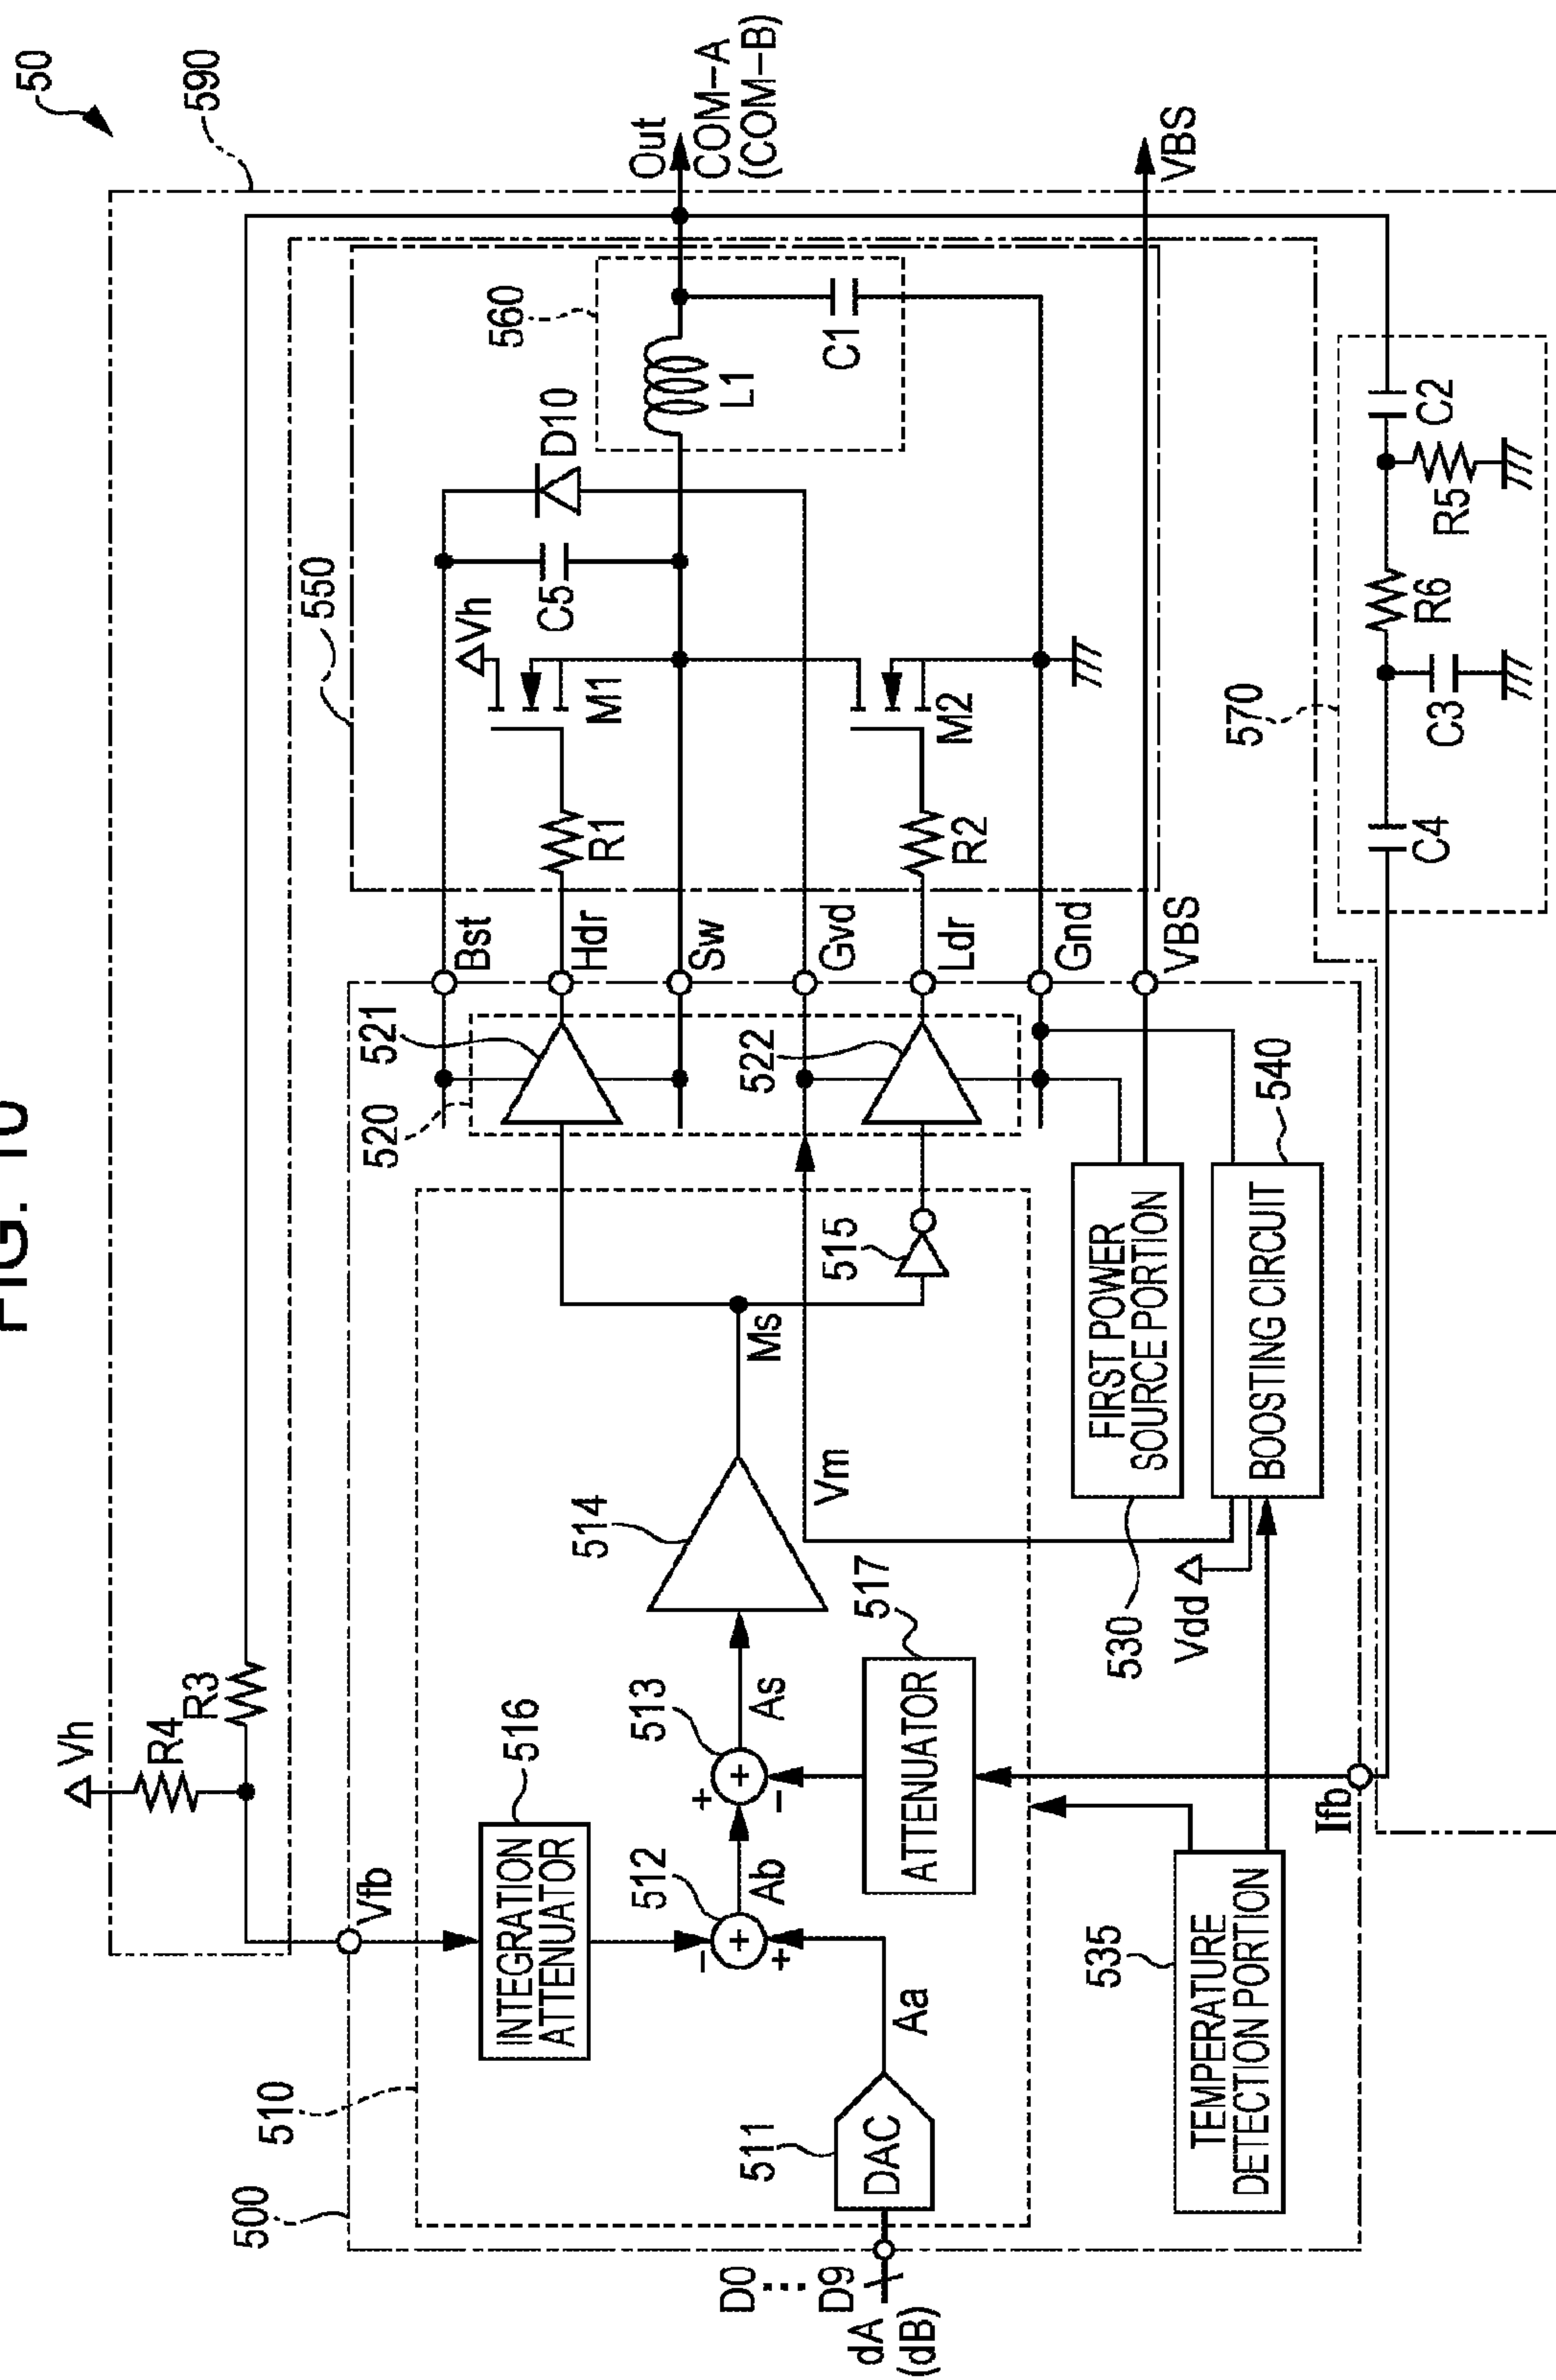 50
590
Vh
R4
R3
Out
COM-A
(COM-B)
VBS
550
560
D10
L1
C1
Vh
C5
M1
M2
R1
R2
570
C2
R5
R6
C3
C4
Bst
Hdr
Sw
Gvd
Ldr
Gnd
VBS
520
521
522
515
Ms
514
Vm
540
FIRST POWER
SOURCE PORTION
BOOSTING CIRCUIT
530
Vdd
517
513
As
ATTENUATOR
516
INTEGRATION
ATTENUATOR
Vfb
512
Ab
+
-
+
-
+
+
Ifb
535
TEMPERATURE
DETECTION PORTION
Aa
510
511
DAC
500
D0
...
D9
dA
(dB)